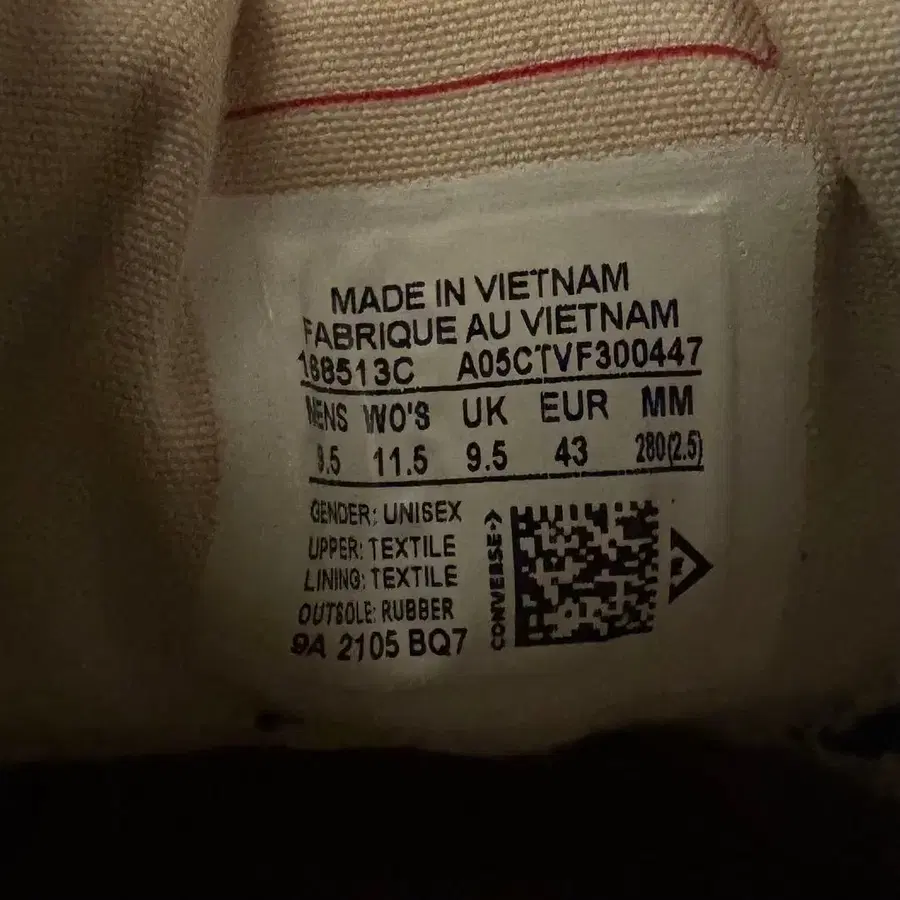 MADE IN VIETNAM
FABRIQUE AU VIETNAM
168513C A05CTVF300447
MENS WO'S UK EUR MM
9.5 11.5 9.5 43 280(2.5)
GENDER: UNISEX
UPPER: TEXTILE
LINING: TEXTILE
OUTSOLE: RUBBER
9A 2105 BQ7
CONVERSE